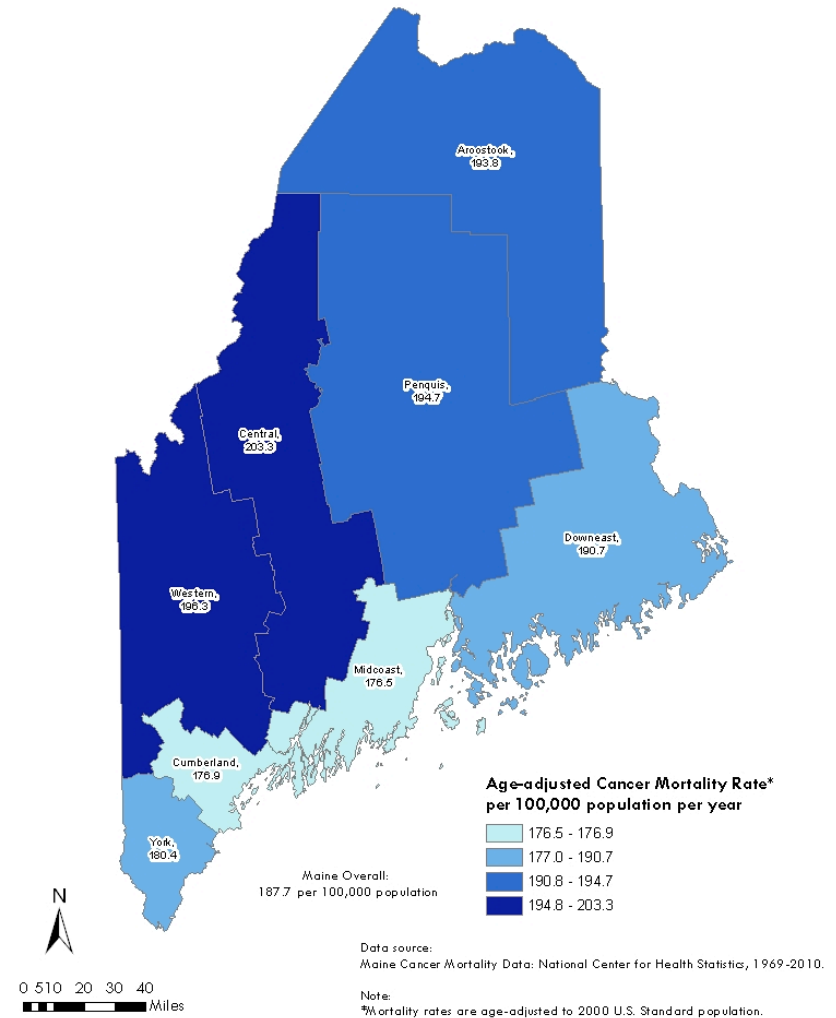 Aroostook,
193.8
Penquis,
194.7
Central,
203.3
Downeast,
190.7
Western,
196.3
Midcoast,
176.5
Cumberland,
176.9
York,
180.4
Age-adjusted Cancer Mortality Rate*
per 100,000 population per year
176.5 - 176.9
177.0 - 190.7
190.8 - 194.7
194.8 - 203.3
Maine Overall:
187.7 per 100,000 population
N
0 510 20 30 40
Miles
Data source:
Maine Cancer Mortality Data: National Center for Health Statistics, 1969-2010.
Note:
*Mortality rates are age-adjusted to 2000 U.S. Standard population.